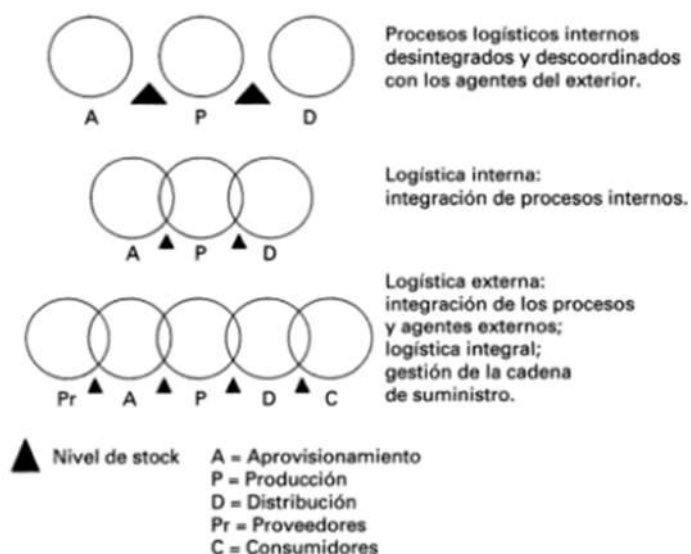 Procesos logísticos internos
desintegrados y descoordinados
con los agentes del exterior.
A P D
Logística interna:
integración de procesos internos.
A P D
Logística externa:
integración de los procesos
y agentes externos;
logística integral;
gestión de la cadena
de suministro.
Pr A P D C
Nivel de stock
A = Aprovisionamiento
P = Producción
D = Distribución
Pr = Proveedores
C = Consumidores